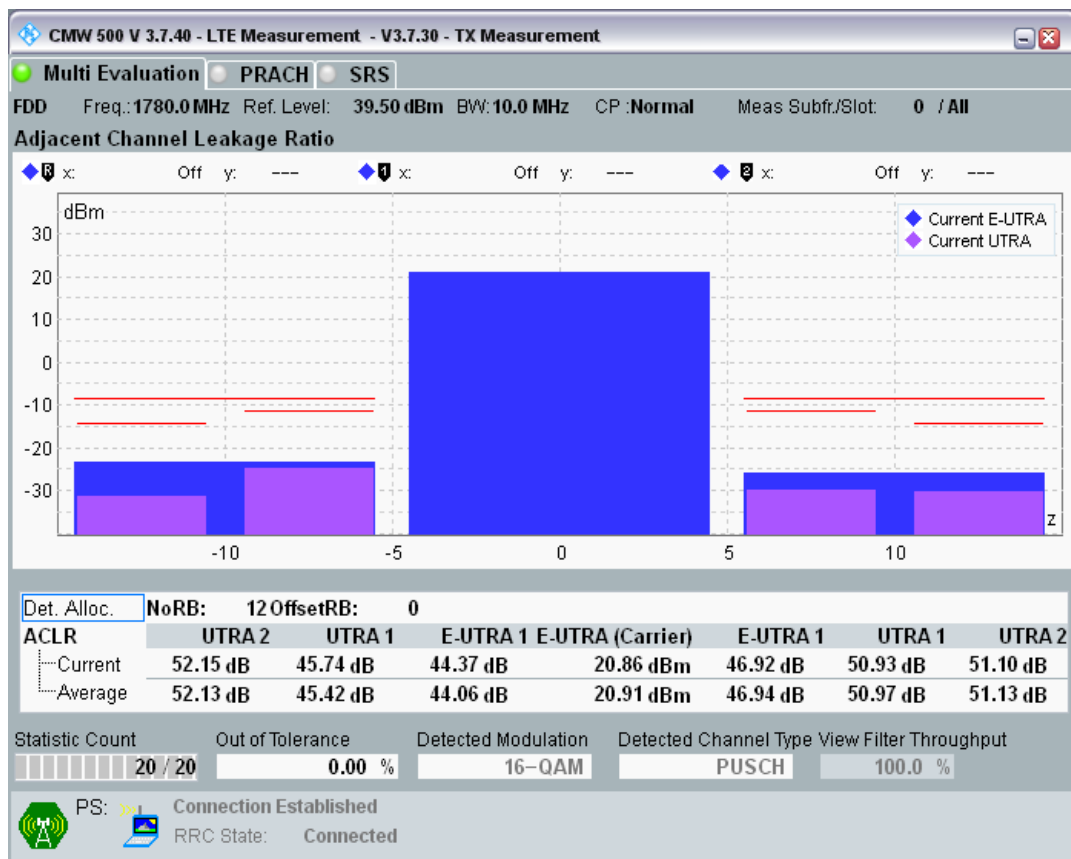 CMW 500 V 3.7.40 - LTE Measurement - V3.7.30 - TX Measurement
Multi Evaluation PRACH SRS
FDD Freq.:1780.0 MHz Ref. Level: 39.50 dBm BW: 10.0 MHz CP :Normal Meas Subfr./Slot: 0 / All
Adjacent Channel Leakage Ratio
R x: Off y: --- 1 x: Off y: --- 2 x: Off y: ---
dBm
Current E-UTRA
Current UTRA
30
20
10
0
-10
-20
-30
z
-10 -5 0 5 10
Det. Alloc. NoRB: 12 OffsetRB: 0
ACLR UTRA 2 UTRA 1 E-UTRA 1 E-UTRA (Carrier) E-UTRA 1 UTRA 1 UTRA 2
Current 52.15 dB 45.74 dB 44.37 dB 20.86 dBm 46.92 dB 50.93 dB 51.10 dB
Average 52.13 dB 45.42 dB 44.06 dB 20.91 dBm 46.94 dB 50.97 dB 51.13 dB
Statistic Count Out of Tolerance Detected Modulation Detected Channel Type View Filter Throughput
20 / 20 0.00 % 16-QAM PUSCH 100.0 %
PS: Connection Established
RRC State: Connected